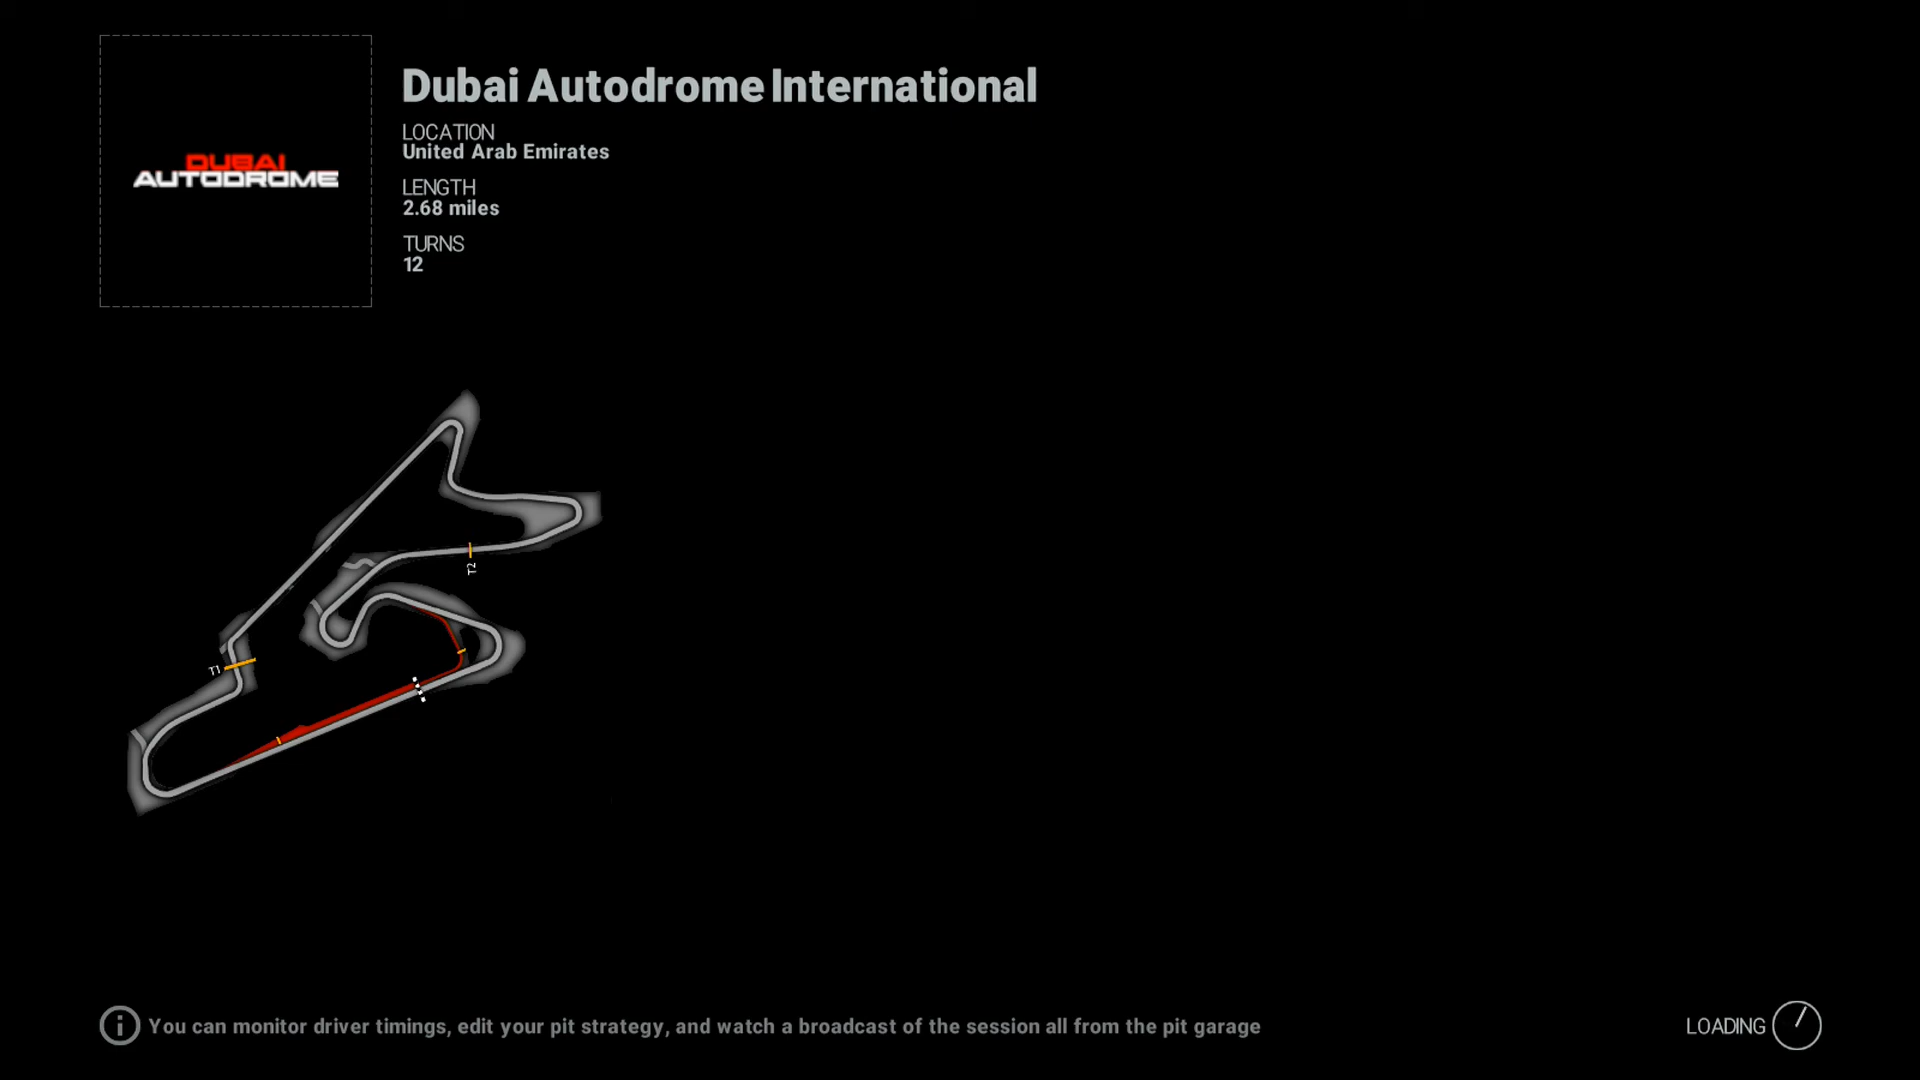 DUBAI
AUTODROME
Dubai Autodrome International
LOCATION
United Arab Emirates
LENGTH
2.68 miles
TURNS
12
T2
T1
You can monitor driver timings, edit your pit strategy, and watch a broadcast of the session all from the pit garage
LOADING